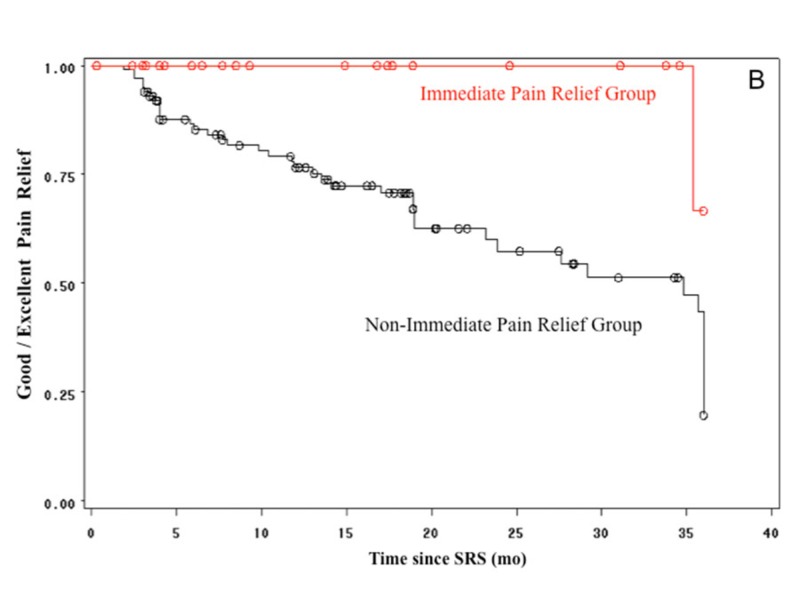 B
1.00
Immediate Pain Relief Group
0.75
0.50
Non-Immediate Pain Relief Group
0.25
0.00
Good / Excellent Pain Relief
0 5 10 15 20 25 30 35 40
Time since SRS (mo)